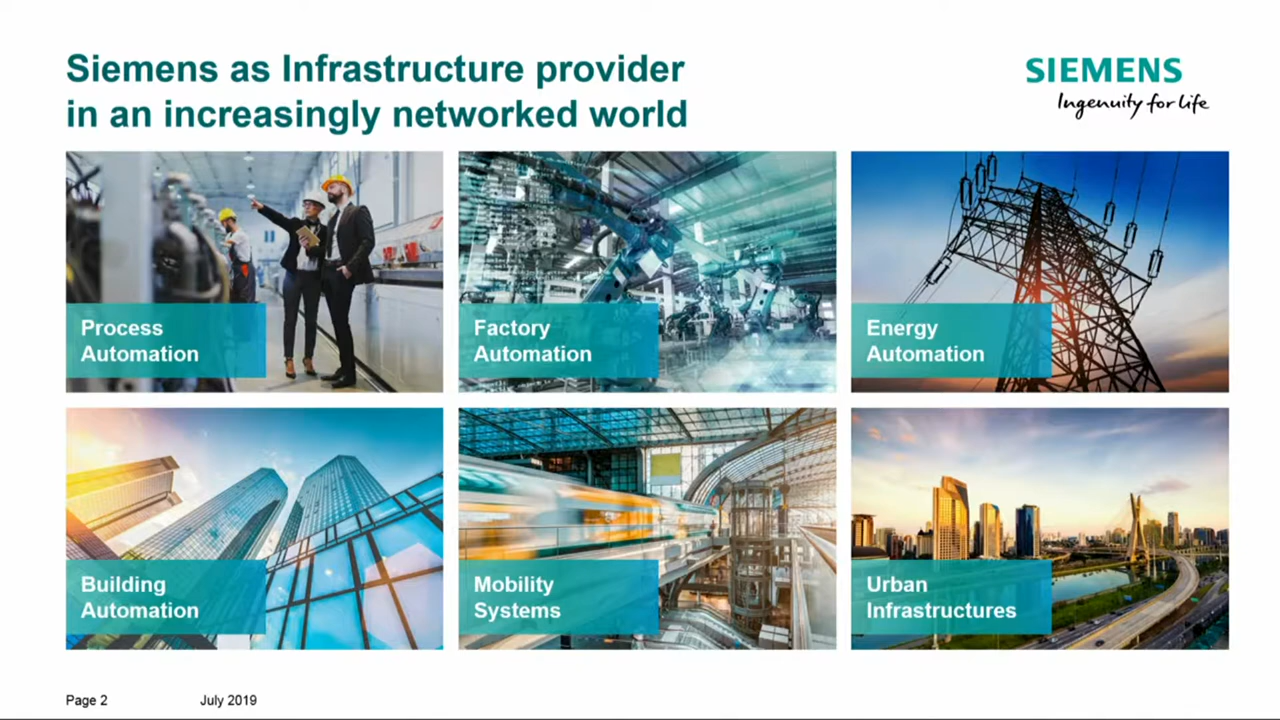 Siemens as Infrastructure provider
in an increasingly networked world
SIEMENS
Ingenuity for life
Process
Automation
Factory
Automation
Energy
Automation
Building
Automation
Mobility
Systems
Urban
Infrastructures
Page 2
July 2019